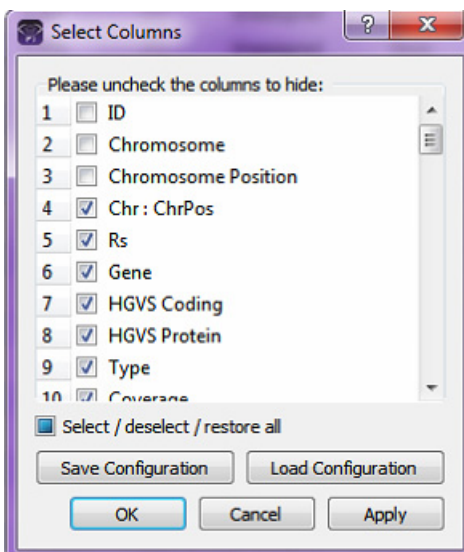 Select Columns
Please uncheck the columns to hide:
1 ID
2 Chromosome
3 Chromosome Position
4 Chr : ChrPos
5 Rs
6 Gene
7 HGVS Coding
8 HGVS Protein
9 Type
10 Coverage
Select / deselect / restore all
Save Configuration Load Configuration
OK Cancel Apply